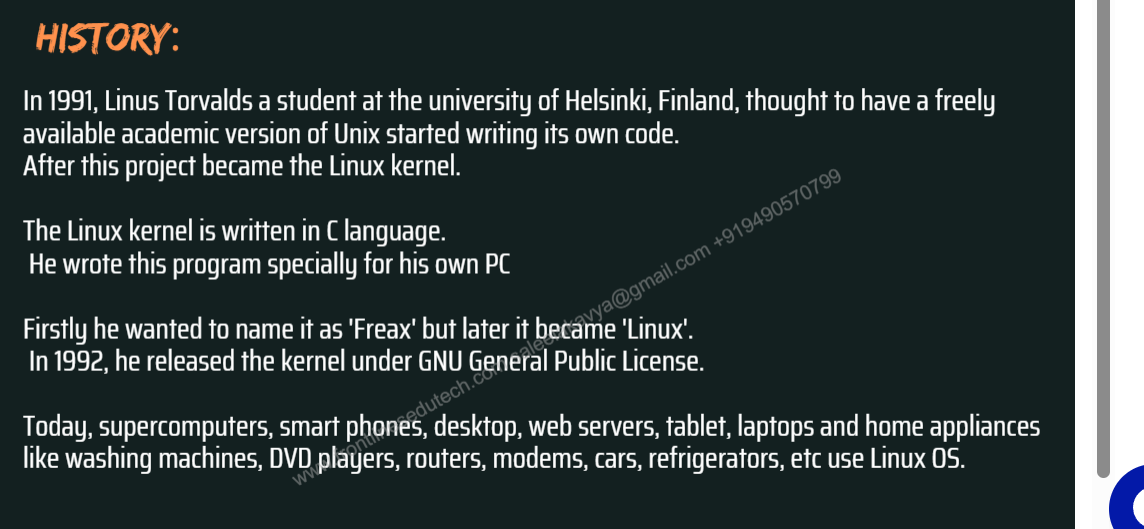 HISTORY:
In 1991, Linus Torvalds a student at the university of Helsinki, Finland, thought to have a freely
available academic version of Unix started writing its own code.
After this project became the Linux kernel.
The Linux kernel is written in C language.
He wrote this program specially for his own PC
Firstly he wanted to name it as 'Freax' but later it became 'Linux'.
In 1992, he released the kernel under GNU General Public License.
Today, supercomputers, smart phones, desktop, web servers, tablet, laptops and home appliances
like washing machines, DVD players, routers, modems, cars, refrigerators, etc use Linux OS.
+919490570799